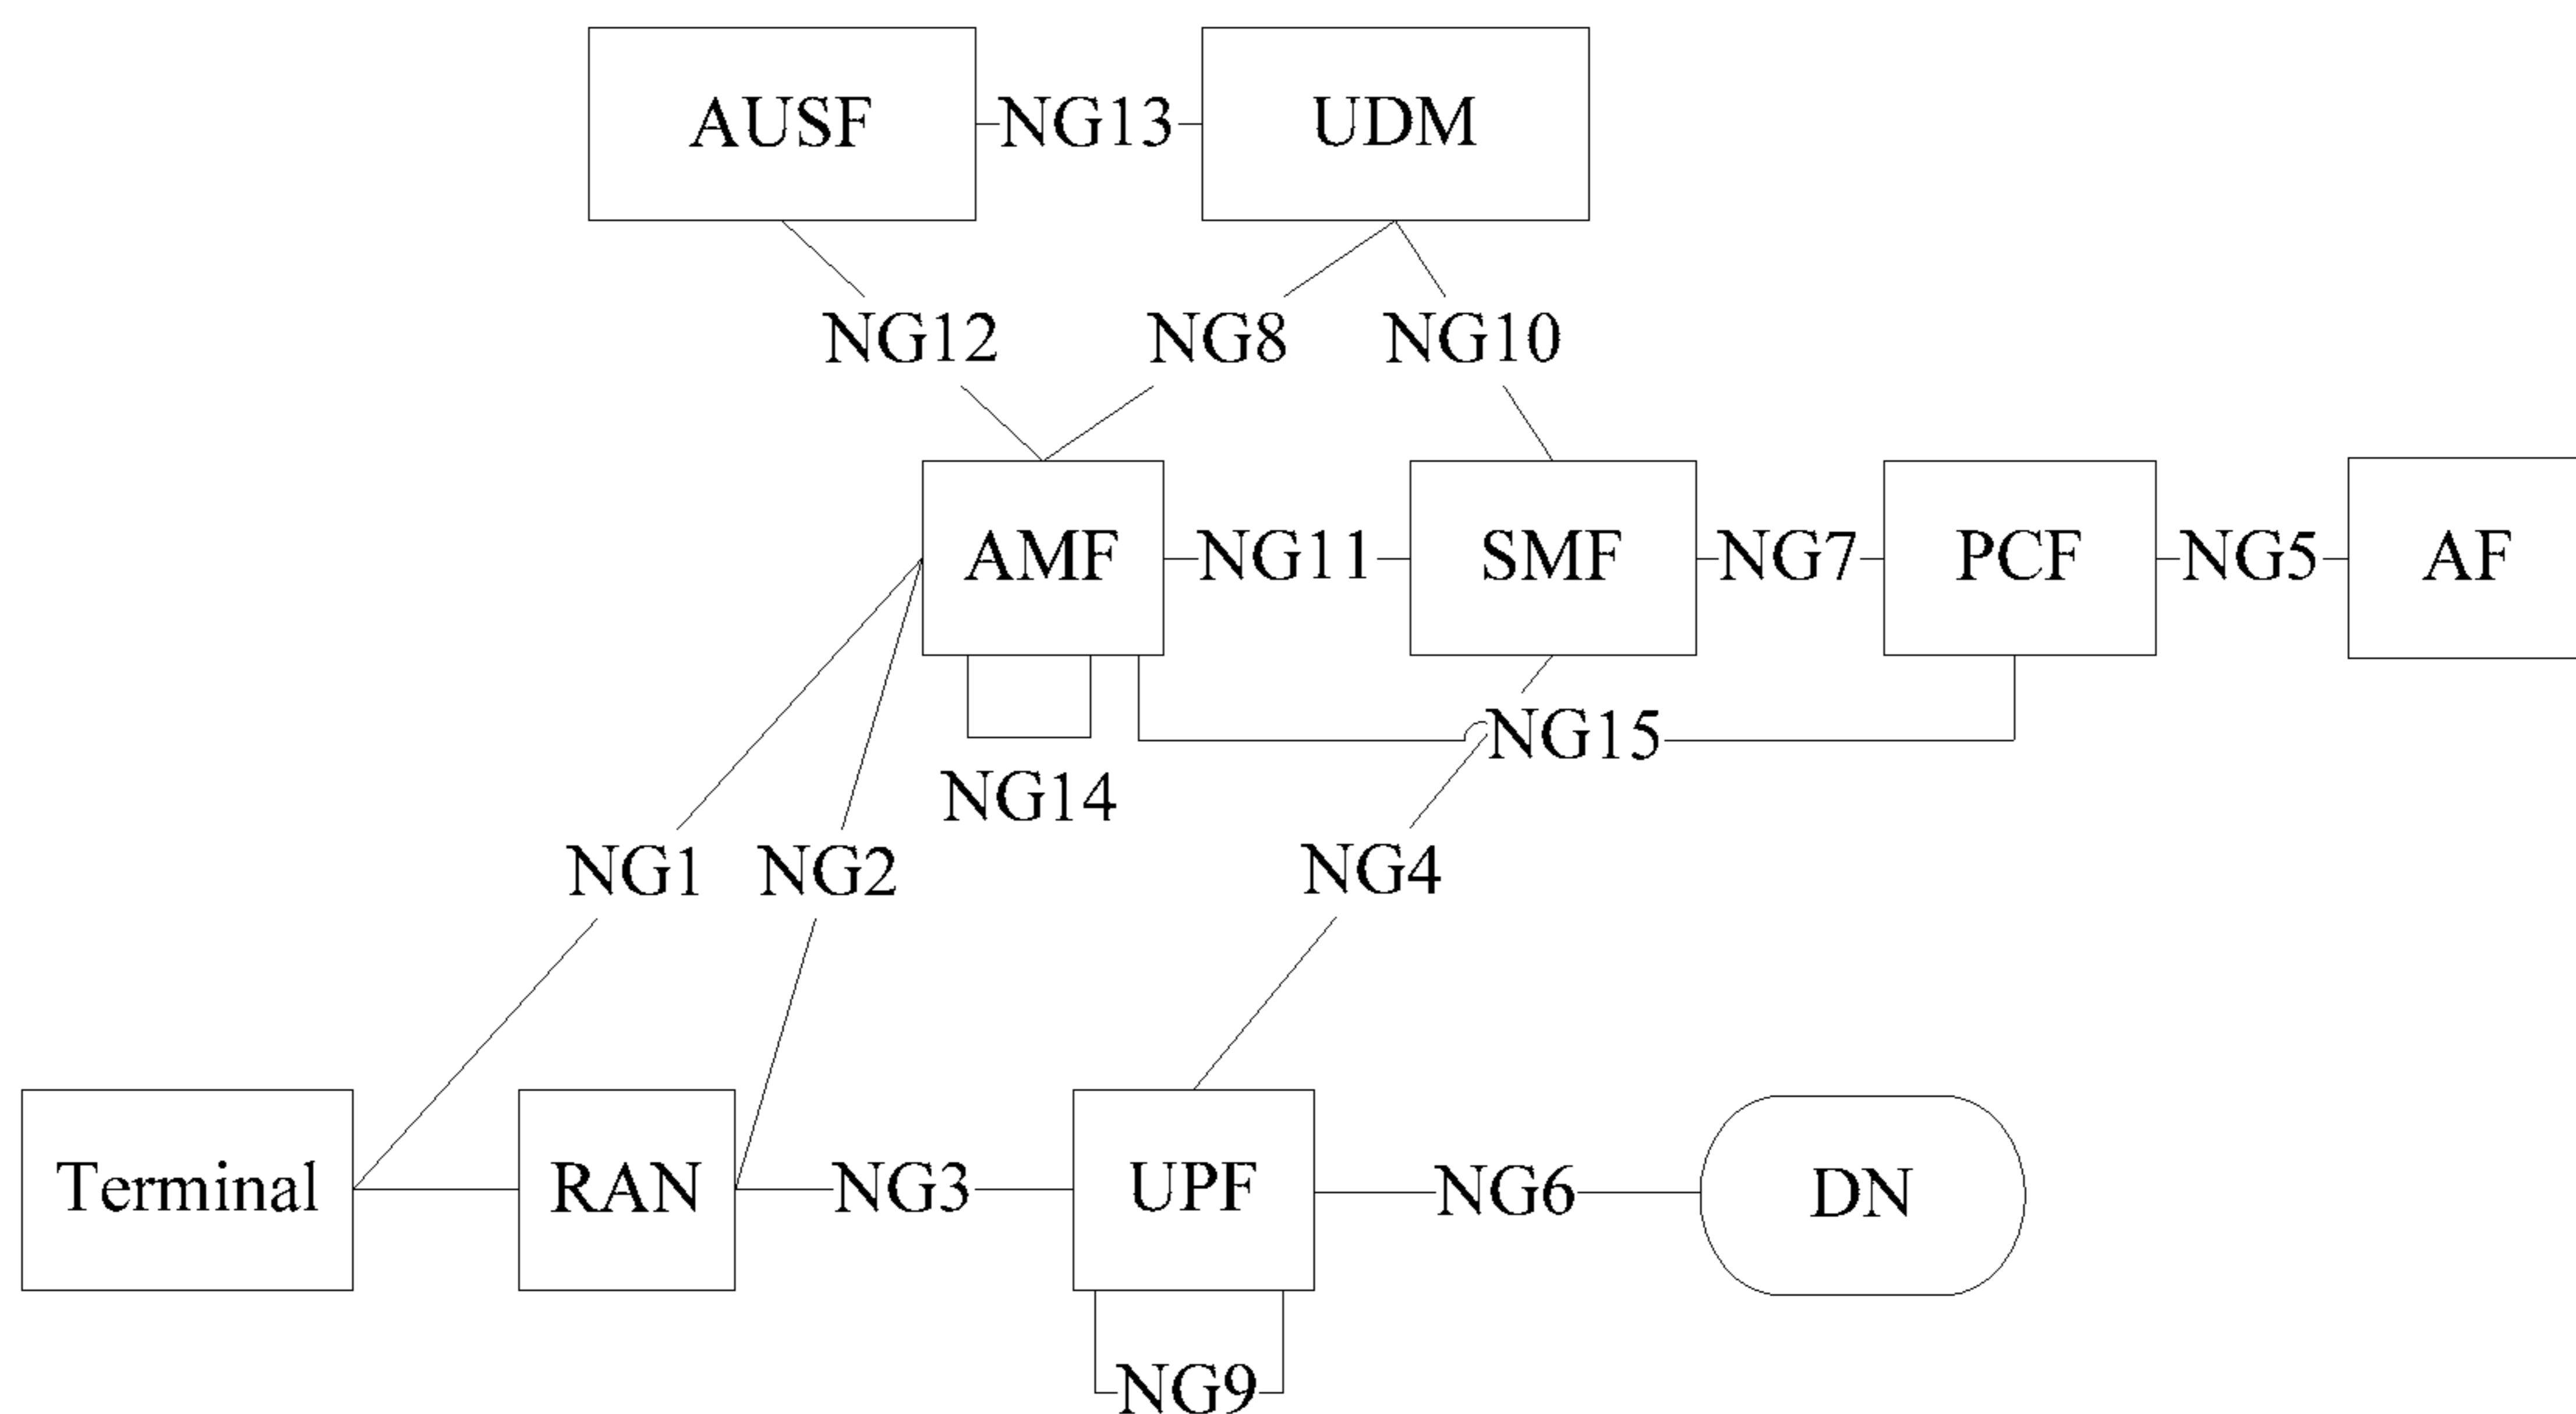 AUSF NG13 UDM
NG12 NG8 NG10
AMF NG11 SMF NG7 PCF NG5 AF
NG15
NG14
NG1 NG2 NG4
Terminal RAN NG3 UPF NG6 DN
NG9